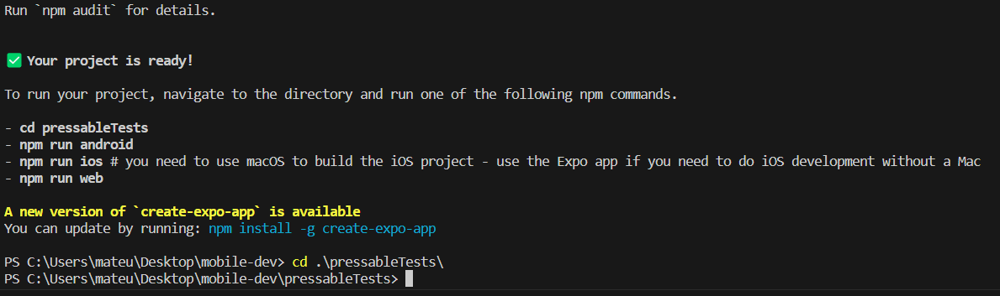 Run `npm audit` for details.
✅ Your project is ready!
To run your project, navigate to the directory and run one of the following npm commands.
- cd pressableTests
- npm run android
- npm run ios # you need to use macOS to build the iOS project - use the Expo app if you need to do iOS development without a Mac
- npm run web
A new version of `create-expo-app` is available
You can update by running: npm install -g create-expo-app
PS C:\Users\mateu\Desktop\mobile-dev> cd .\pressableTests\
PS C:\Users\mateu\Desktop\mobile-dev\pressableTests>